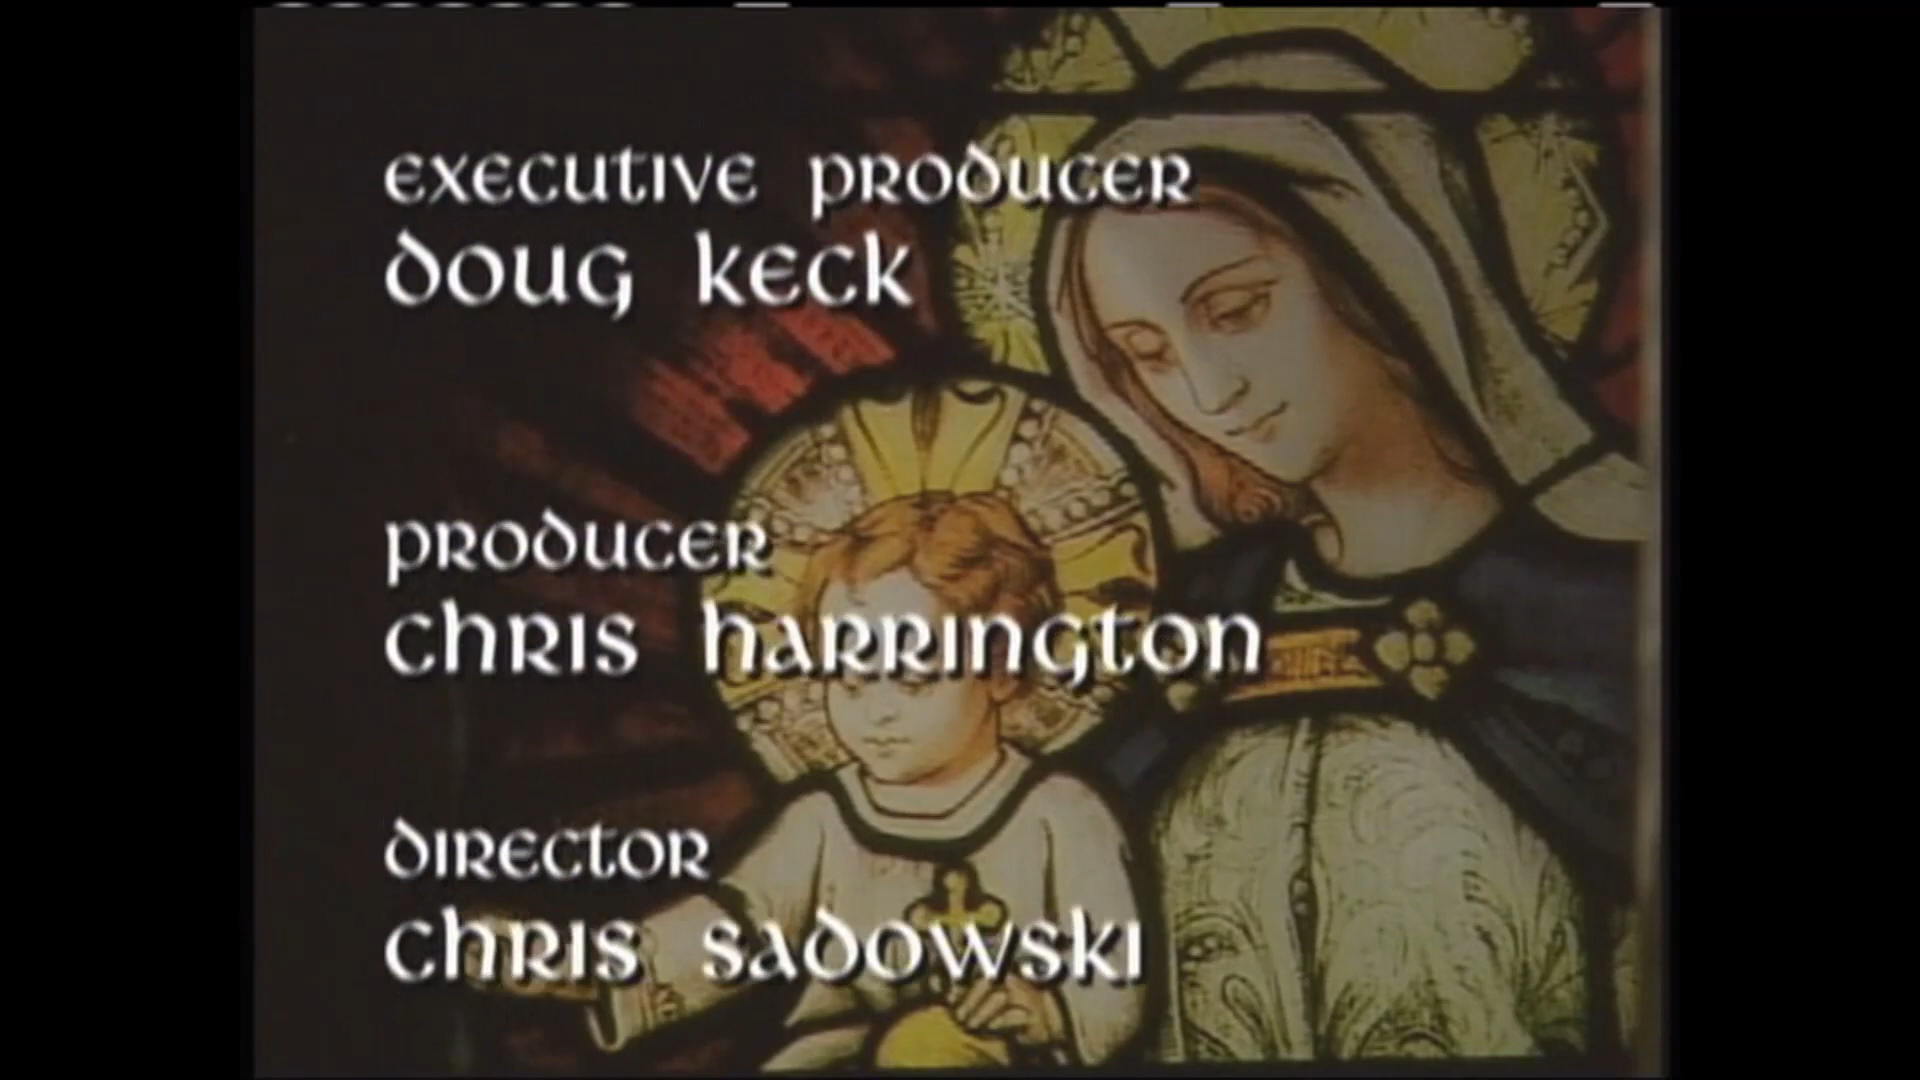 executive producer
doug keck
producer
chris harrington
director
chris sadowski